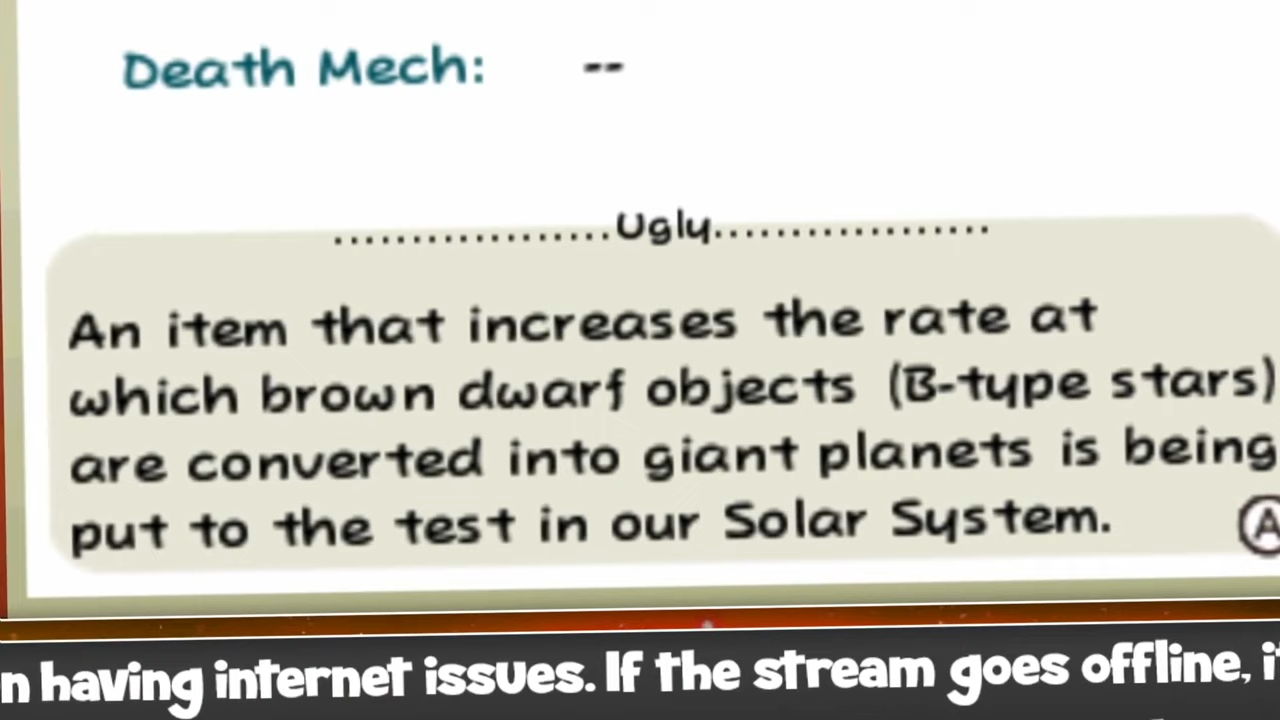 Death Mech: --
..................Ugly..................
An item that increases the rate at
which brown dwarf objects (B-type stars)
are converted into giant planets is being
put to the test in our Solar System.
A
n having internet issues. If the stream goes offline, i